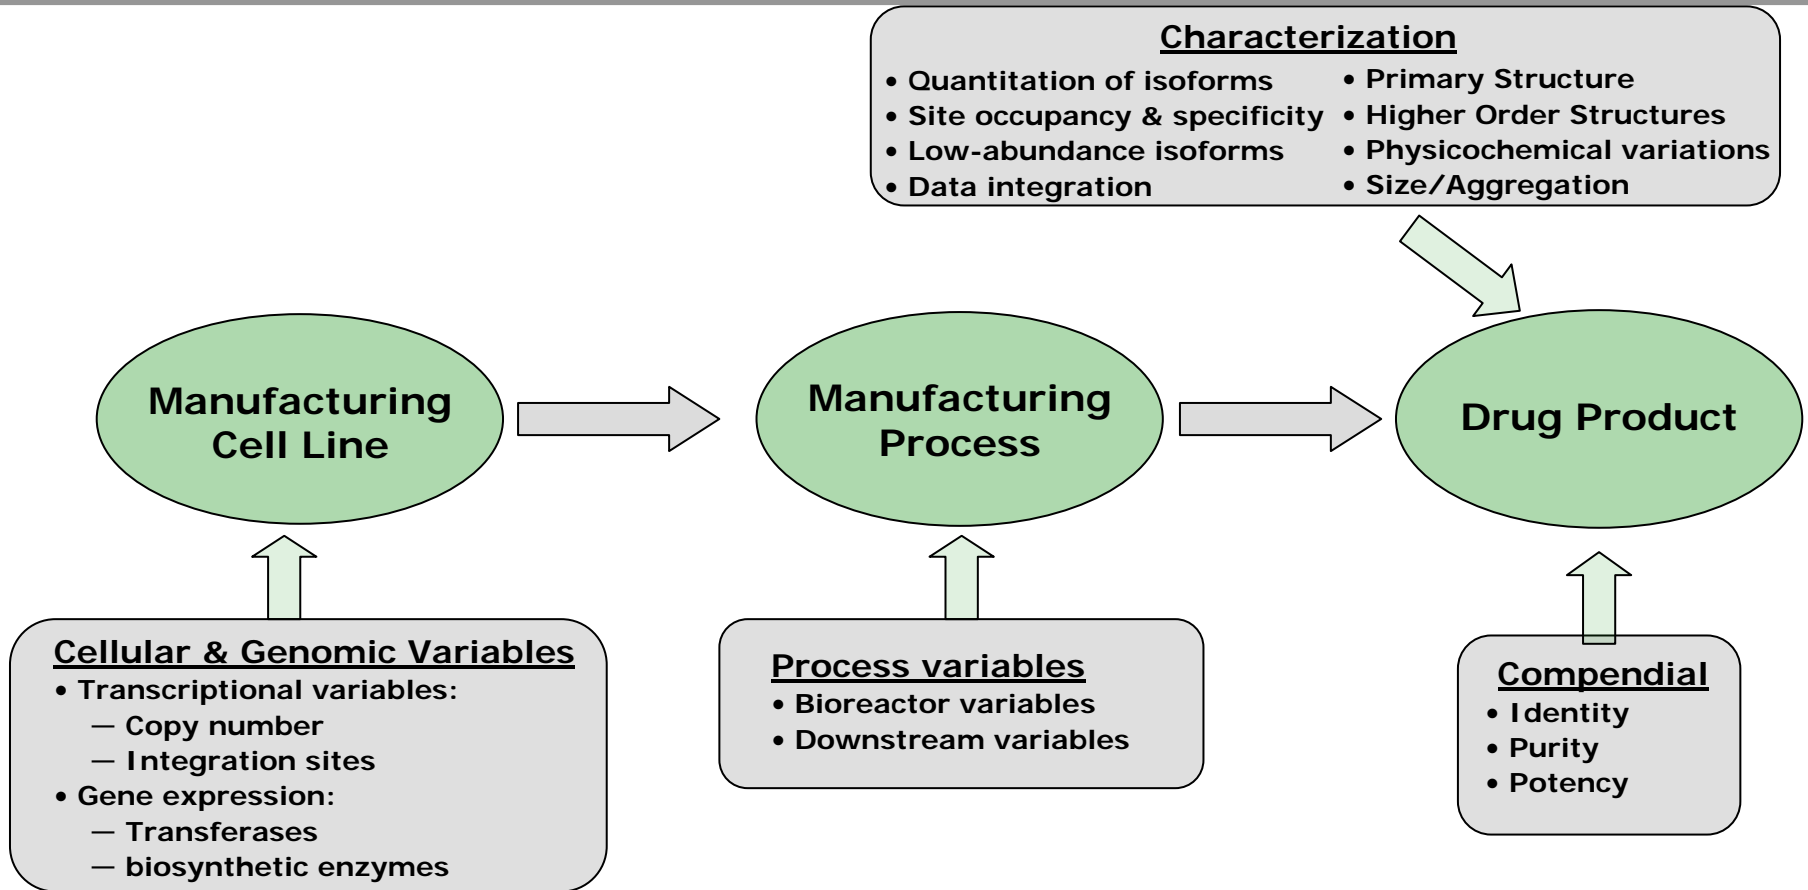 Characterization
• Quantitation of isoforms
• Site occupancy & specificity
• Low-abundance isoforms
• Data integration
• Primary Structure
• Higher Order Structures
• Physicochemical variations
• Size/Aggregation
Manufacturing
Cell Line
Manufacturing
Process
Drug Product
Cellular & Genomic Variables
• Transcriptional variables:
— Copy number
— Integration sites
• Gene expression:
— Transferases
— biosynthetic enzymes
Process variables
• Bioreactor variables
• Downstream variables
Compendial
• Identity
• Purity
• Potency